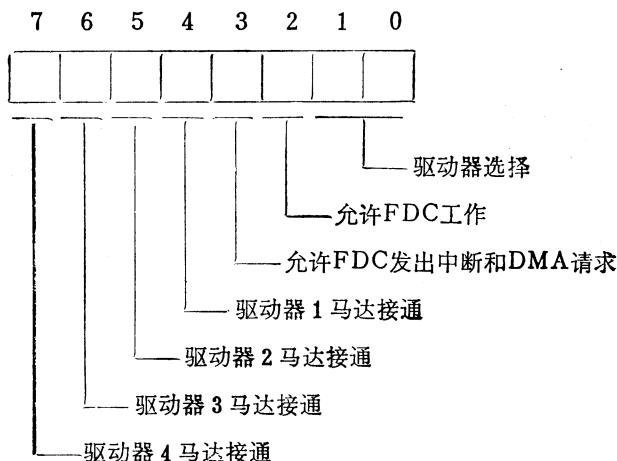 7 6 5 4 3 2 1 0
驱动器选择
允许FDC工作
允许FDC发出中断和DMA请求
驱动器1马达接通
驱动器2马达接通
驱动器3马达接通
驱动器4马达接通